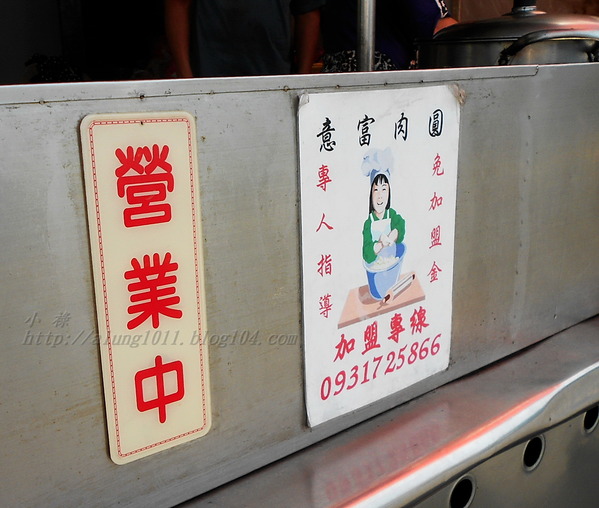 營業中
意富肉圓
專人指導
免加盟金
加盟專線
0931725866
小祿
http://alung1011.blog104.com